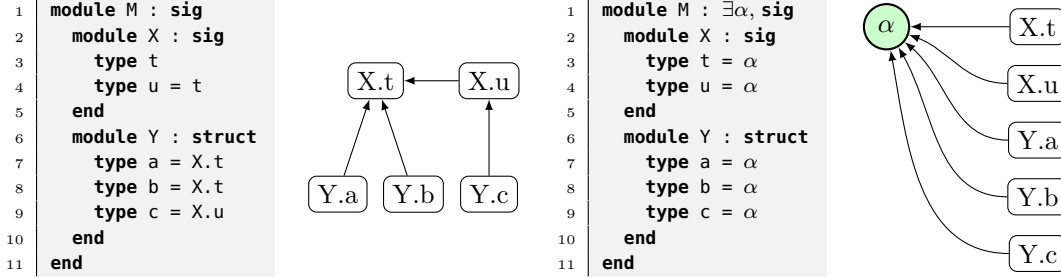 1 module M : sig
2 module X : sig
3 type t
4 type u = t
5 end
6 module Y : struct
7 type a = X.t
8 type b = X.t
9 type c = X.u
10 end
11 end
X.t X.u
Y.a Y.b Y.c
1 module M : ∃α, sig
2 module X : sig
3 type t = α
4 type u = α
5 end
6 module Y : struct
7 type a = α
8 type b = α
9 type c = α
10 end
11 end
α
X.t
X.u
Y.a
Y.b
Y.c